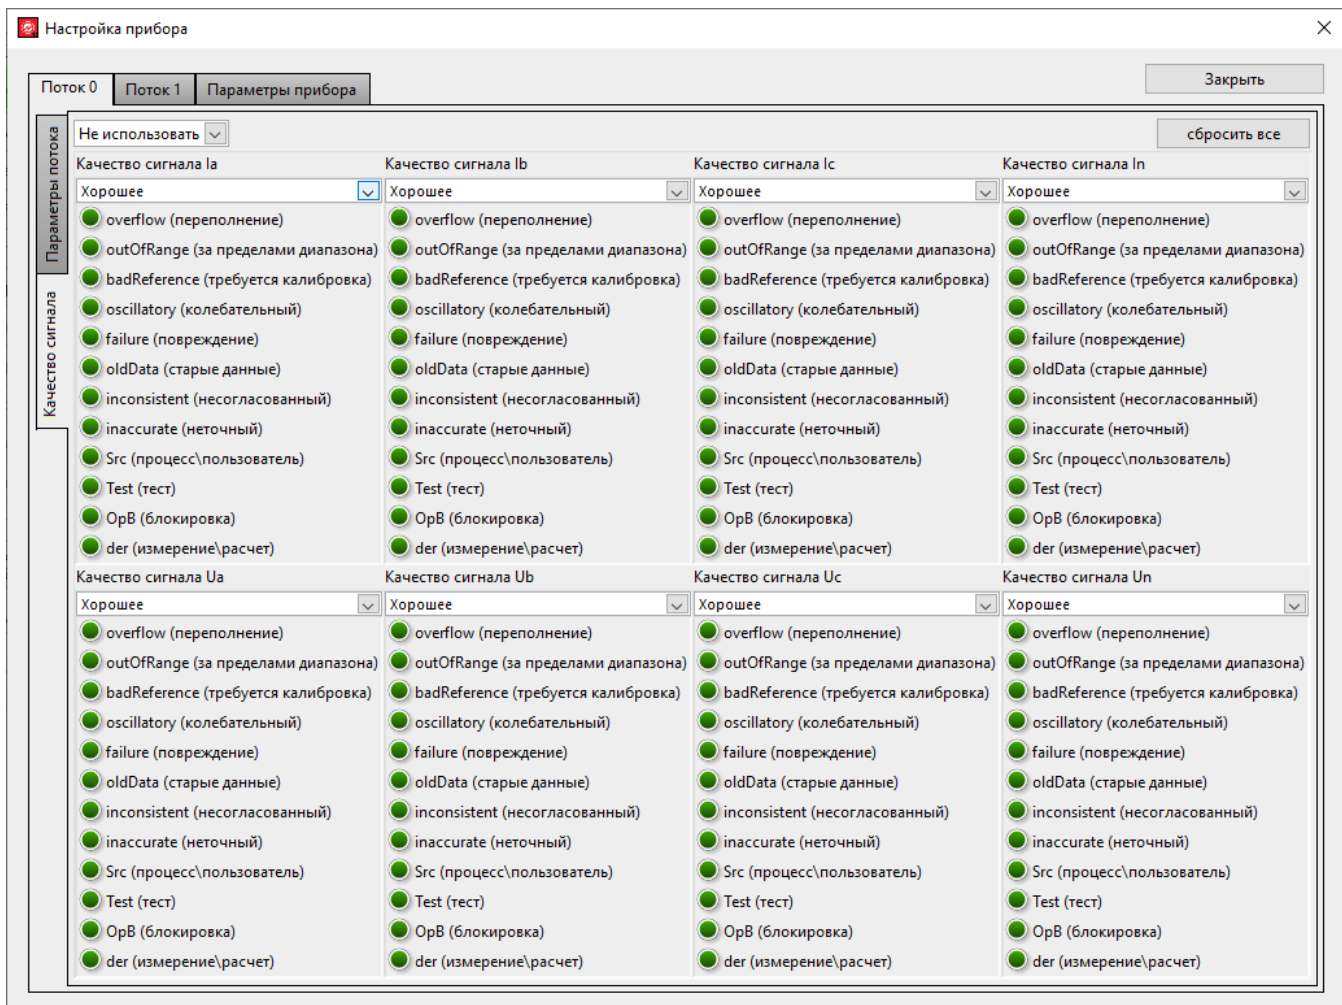 Настройка прибора
Закрыть
Поток 0 Поток 1 Параметры прибора
Параметры потока
Качество сигнала
Не использовать сбросить все
Качество сигнала Ia Качество сигнала Ib Качество сигнала Ic Качество сигнала In
Хорошее Хорошее Хорошее Хорошее
overflow (переполнение) overflow (переполнение) overflow (переполнение) overflow (переполнение)
outOfRange (за пределами диапазона) outOfRange (за пределами диапазона) outOfRange (за пределами диапазона) outOfRange (за пределами диапазона)
badReference (требуется калибровка) badReference (требуется калибровка) badReference (требуется калибровка) badReference (требуется калибровка)
oscillatory (колебательный) oscillatory (колебательный) oscillatory (колебательный) oscillatory (колебательный)
failure (повреждение) failure (повреждение) failure (повреждение) failure (повреждение)
oldData (старые данные) oldData (старые данные) oldData (старые данные) oldData (старые данные)
inconsistent (несогласованный) inconsistent (несогласованный) inconsistent (несогласованный) inconsistent (несогласованный)
inaccurate (неточный) inaccurate (неточный) inaccurate (неточный) inaccurate (неточный)
Src (процесс\пользователь) Src (процесс\пользователь) Src (процесс\пользователь) Src (процесс\пользователь)
Test (тест) Test (тест) Test (тест) Test (тест)
OpB (блокировка) OpB (блокировка) OpB (блокировка) OpB (блокировка)
der (измерение\расчет) der (измерение\расчет) der (измерение\расчет) der (измерение\расчет)
Качество сигнала Ua Качество сигнала Ub Качество сигнала Uc Качество сигнала Un
Хорошее Хорошее Хорошее Хорошее
overflow (переполнение) overflow (переполнение) overflow (переполнение) overflow (переполнение)
outOfRange (за пределами диапазона) outOfRange (за пределами диапазона) outOfRange (за пределами диапазона) outOfRange (за пределами диапазона)
badReference (требуется калибровка) badReference (требуется калибровка) badReference (требуется калибровка) badReference (требуется калибровка)
oscillatory (колебательный) oscillatory (колебательный) oscillatory (колебательный) oscillatory (колебательный)
failure (повреждение) failure (повреждение) failure (повреждение) failure (повреждение)
oldData (старые данные) oldData (старые данные) oldData (старые данные) oldData (старые данные)
inconsistent (несогласованный) inconsistent (несогласованный) inconsistent (несогласованный) inconsistent (несогласованный)
inaccurate (неточный) inaccurate (неточный) inaccurate (неточный) inaccurate (неточный)
Src (процесс\пользователь) Src (процесс\пользователь) Src (процесс\пользователь) Src (процесс\пользователь)
Test (тест) Test (тест) Test (тест) Test (тест)
OpB (блокировка) OpB (блокировка) OpB (блокировка) OpB (блокировка)
der (измерение\расчет) der (измерение\расчет) der (измерение\расчет) der (измерение\расчет)